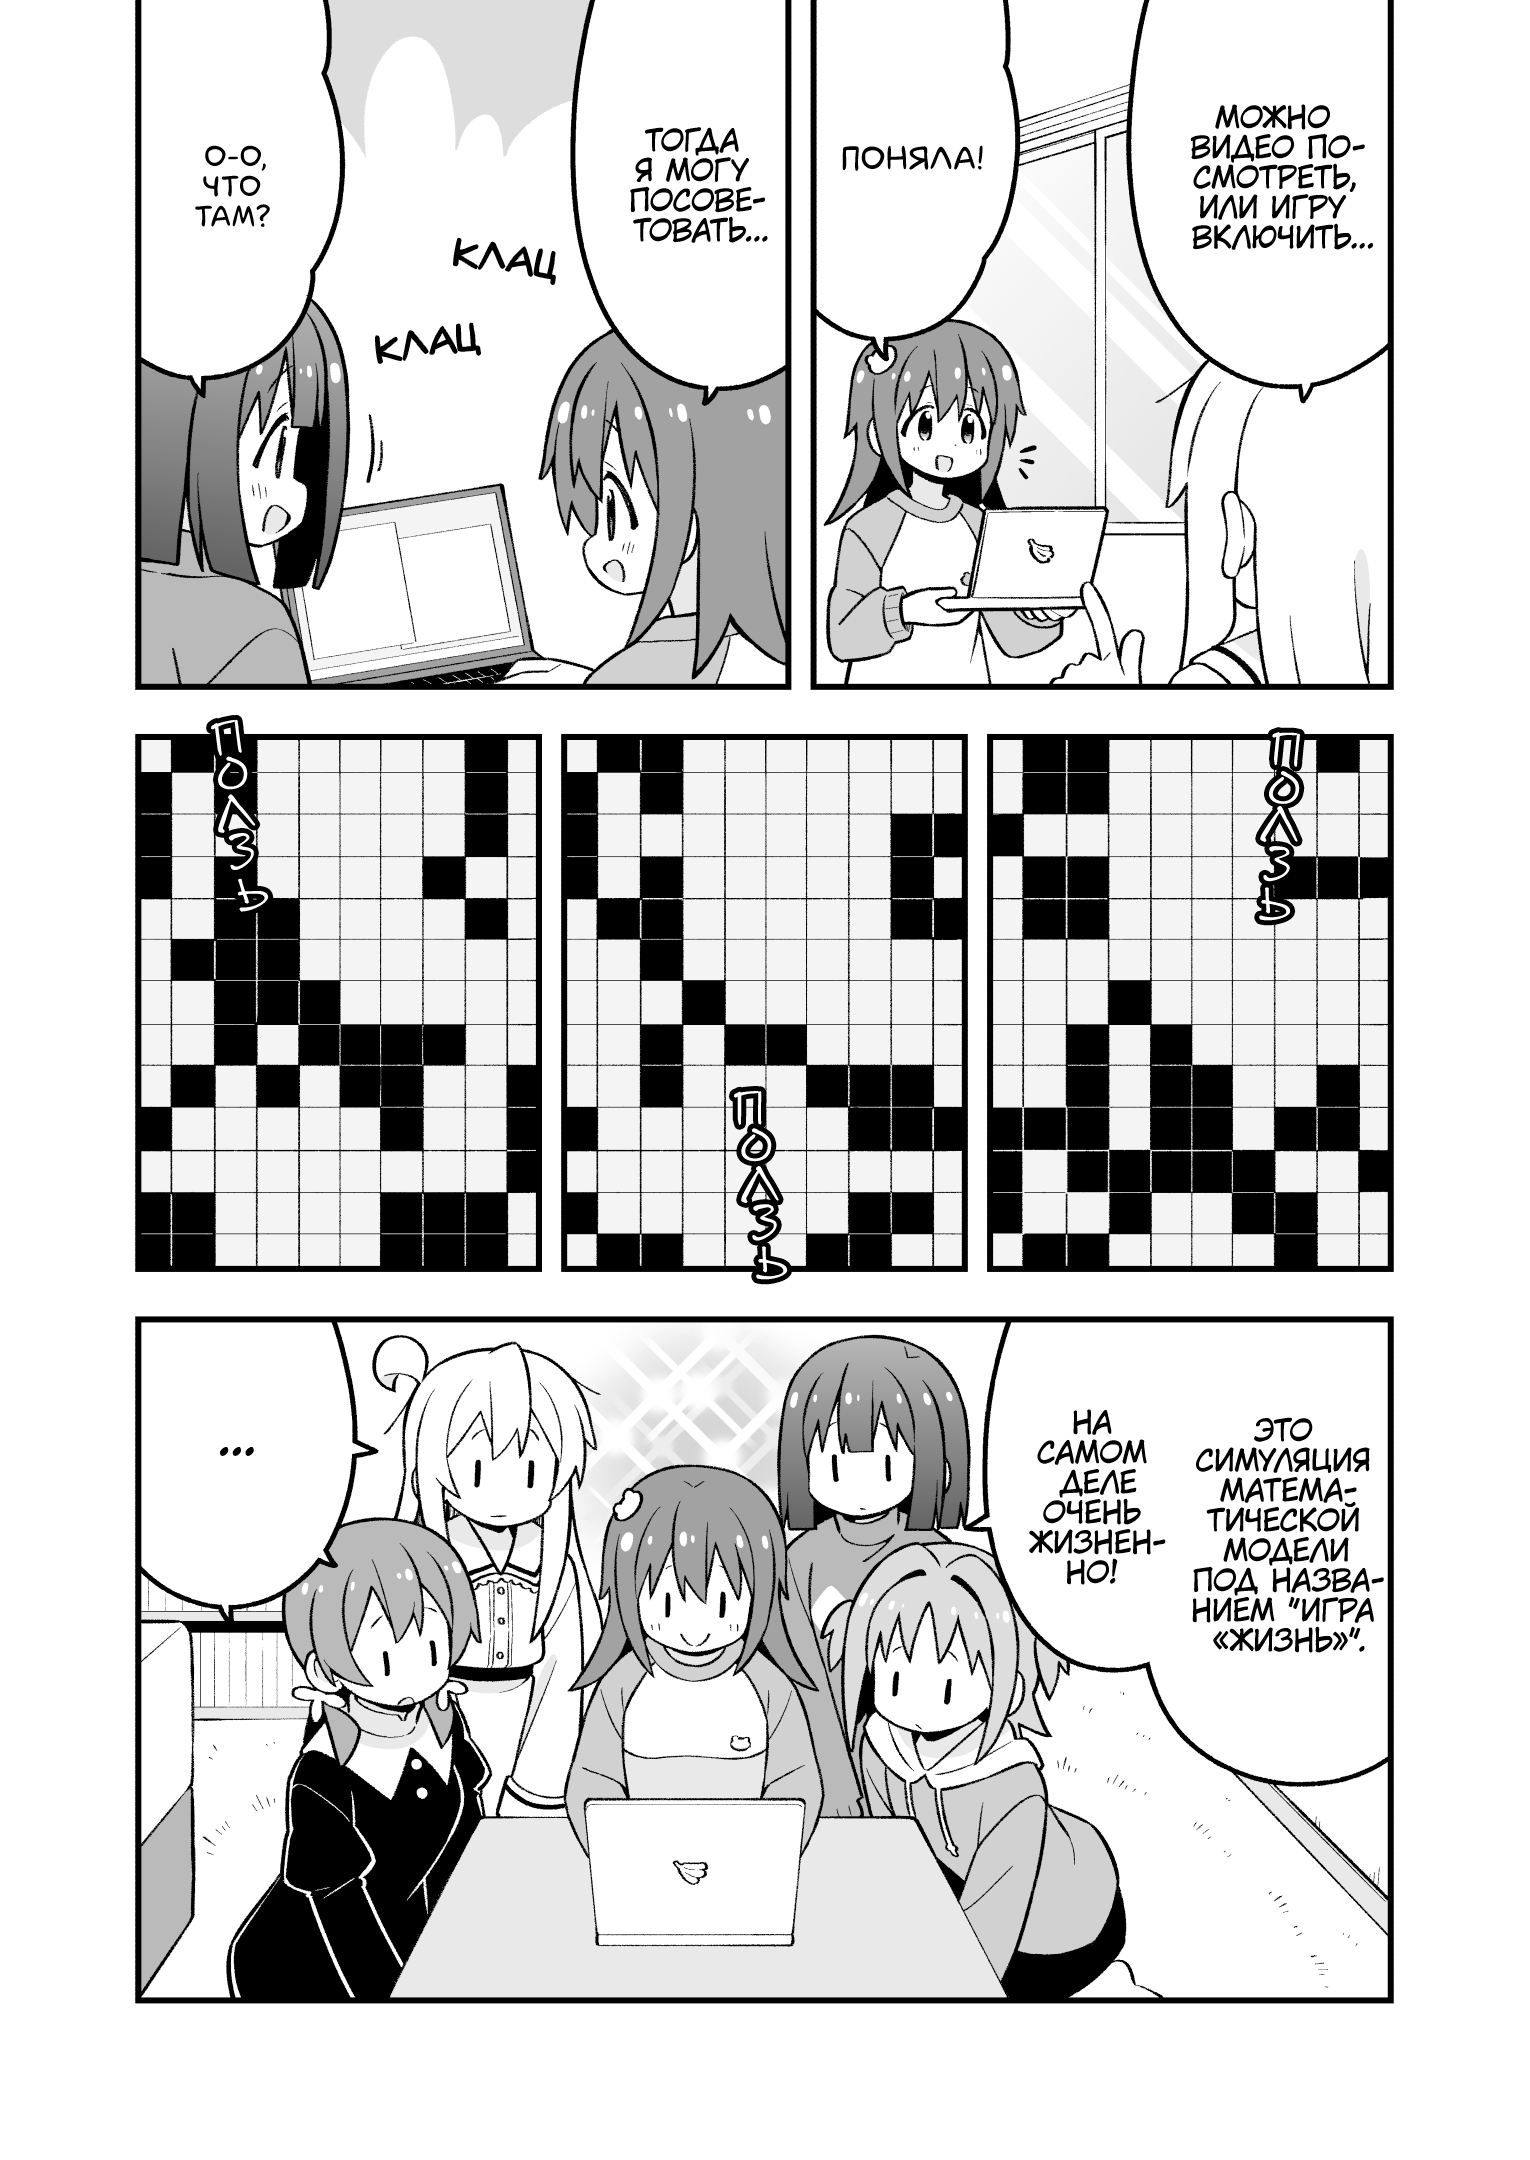 МОЖНО
ВИДЕО ПО-
СМОТРЕТЬ,
ИЛИ ИГРУ
ВКЛЮЧИТЬ...
ПОНЯЛА!
ТОГДА
Я МОГУ
ПОСОВЕ-
ТОВАТЬ...
КЛАЦ
КЛАЦ
О-О,
ЧТО
ТАМ?
ПОЛЗЬ
ПОЛЗЬ
ПОЛЗЬ
ЭТО
СИМУЛЯЦИЯ
МАТЕМА-
ТИЧЕСКОЙ
МОДЕЛИ
ПОД НАЗВА-
НИЕМ "ИГРА
«ЖИЗНЬ»".
НА
САМОМ
ДЕЛЕ
ОЧЕНЬ
ЖИЗНЕН-
НО!
...